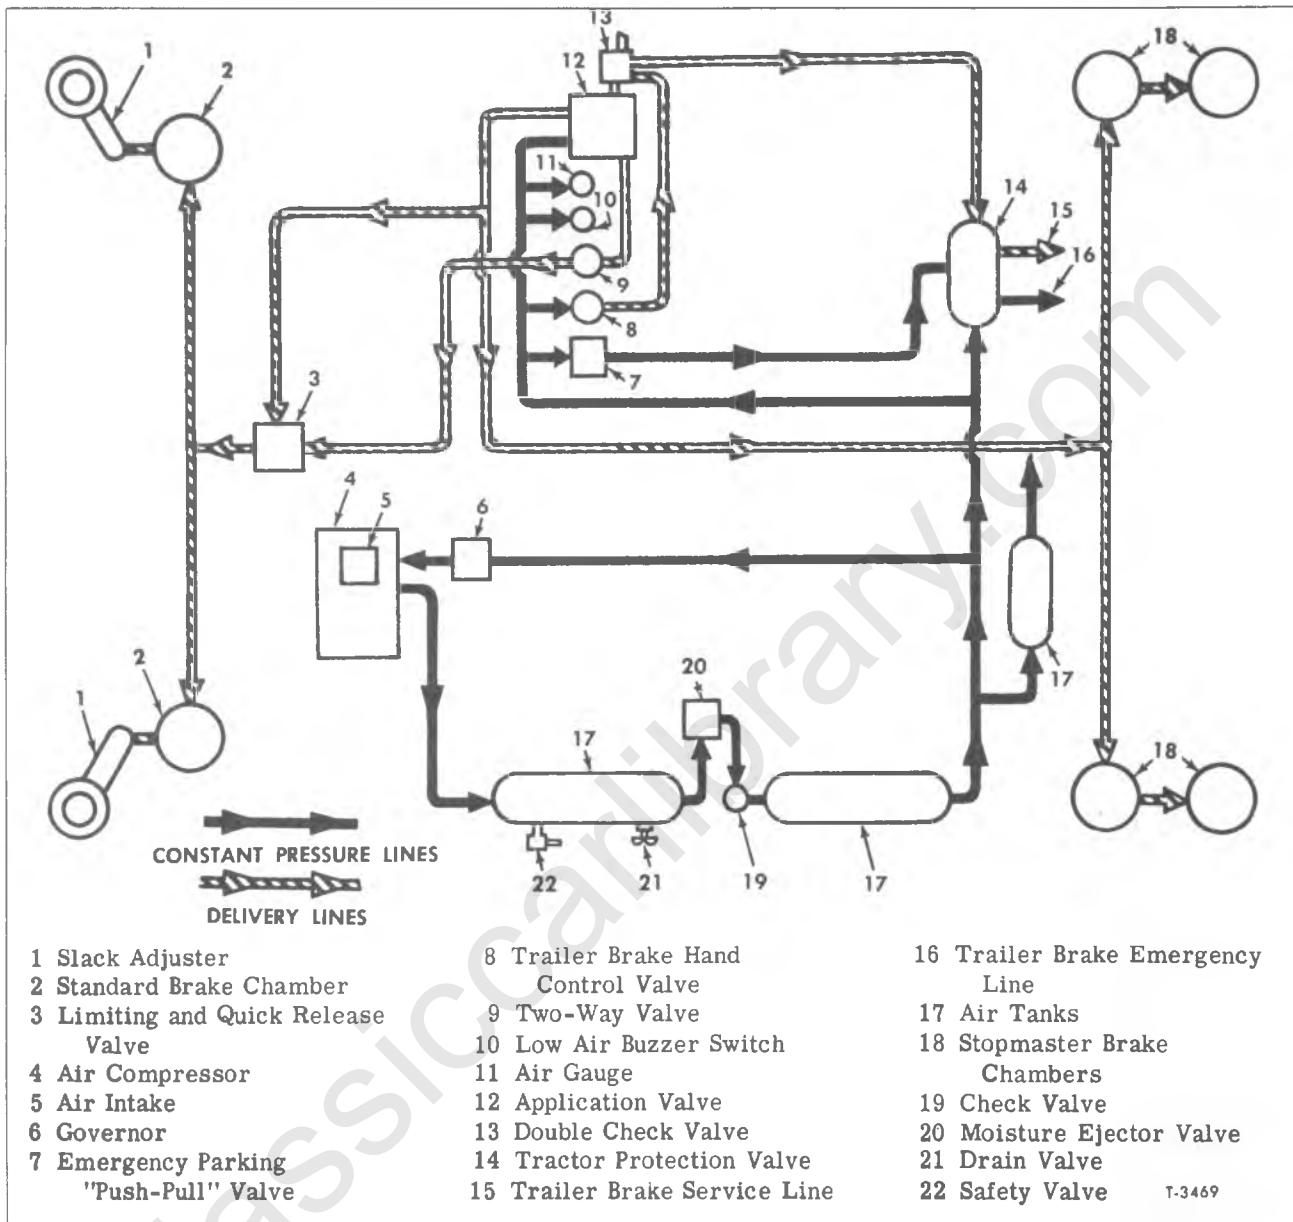 13
1
2
12
18
11
10
14
15
16
9
8
7
3
4
5
6
2
1
20
17
17
18
CONSTANT PRESSURE LINES
DELIVERY LINES
22
21
19
17
1 Slack Adjuster
2 Standard Brake Chamber
3 Limiting and Quick Release
Valve
4 Air Compressor
5 Air Intake
6 Governor
7 Emergency Parking
"Push-Pull" Valve
8 Trailer Brake Hand
Control Valve
9 Two-Way Valve
10 Low Air Buzzer Switch
11 Air Gauge
12 Application Valve
13 Double Check Valve
14 Tractor Protection Valve
15 Trailer Brake Service Line
16 Trailer Brake Emergency
Line
17 Air Tanks
18 Stopmaster Brake
Chambers
19 Check Valve
20 Moisture Ejector Valve
21 Drain Valve
22 Safety Valve
T-3469
assiccarlibrary.com